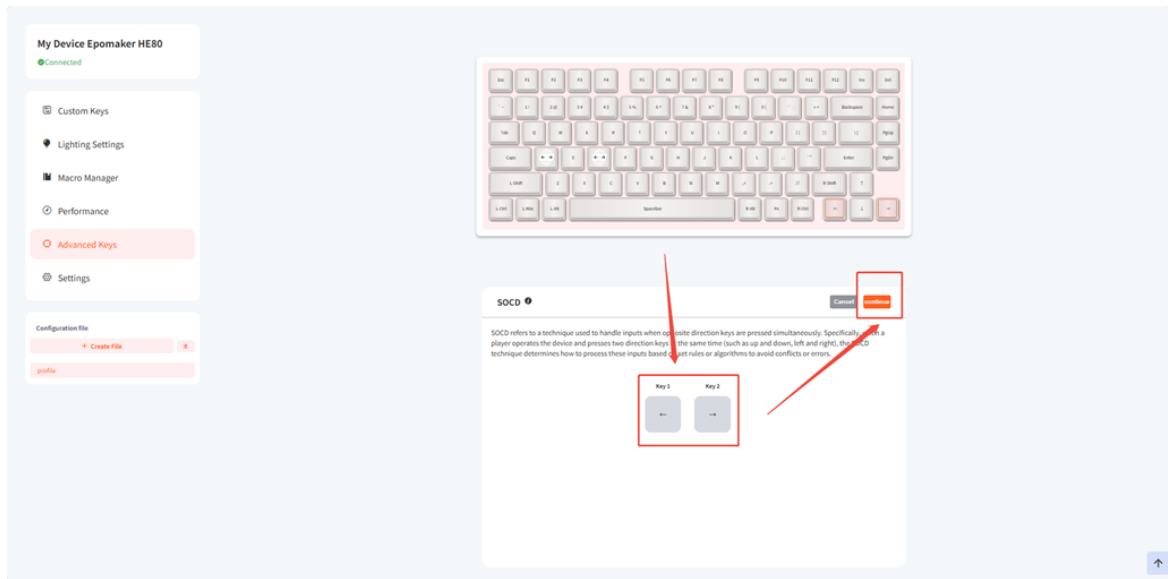 My Device Epomaker HE80
Connected
Custom Keys
Lighting Settings
Macro Manager
Performance
Advanced Keys
Settings
Configuration file
+ Create File
profile
Esc F1 F2 F3 F4 F5 F6 F7 F8 F9 F10 F11 F12 Ins Del
Backspace Home
Tab Q W E R T Y U I O P PgUp
Caps S F G H J K L Enter PgDn
L.Shift Z X C V B N M R.Shift ↑
L.Ctrl L.Win L.Alt Spacebar R.Alt Fn R.Ctrl ← ↓ →
SOCD
Cancel continue
SOCD refers to a technique used to handle inputs when opposite direction keys are pressed simultaneously. Specifically, a
player operates the device and presses two direction keys the same time (such as up and down, left and right), the SOCD
technique determines how to process these inputs based set rules or algorithms to avoid conflicts or errors.
Key 1 Key 2
← →